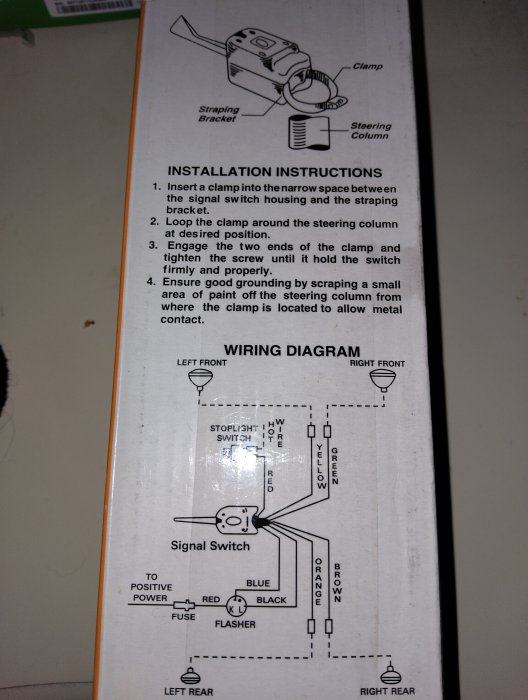 Clamp
Straping
Bracket
Steering
Column
INSTALLATION INSTRUCTIONS
1. Insert a clamp into the narrow space between
the signal switch housing and the straping
bracket.
2. Loop the clamp around the steering column
at desired position.
3. Engage the two ends of the clamp and
tighten the screw until it hold the switch
firmly and properly.
4. Ensure good grounding by scraping a small
area of paint off the steering column from
where the clamp is located to allow metal
contact.
WIRING DIAGRAM
LEFT FRONT
RIGHT FRONT
STOPLIGHT
SWITCH
HOT
WIRE
RED
YELLOW
GREEN
Signal Switch
ORANGE
BROWN
TO
POSITIVE
POWER
BLUE
RED
BLACK
K L
FUSE
FLASHER
LEFT REAR
RIGHT REAR